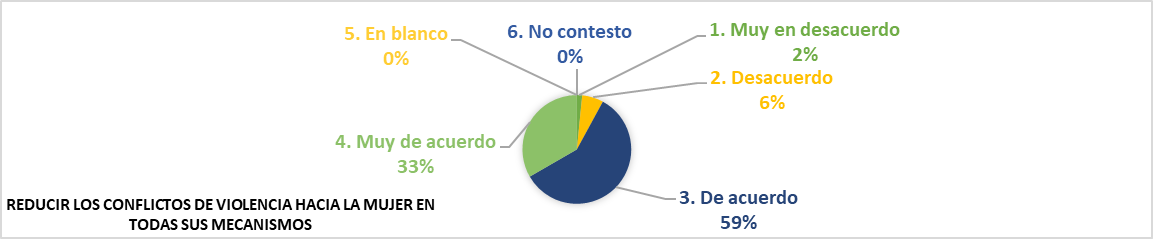 5. En blanco
0%
6. No contesto
0%
1. Muy en desacuerdo
2%
2. Desacuerdo
6%
4. Muy de acuerdo
33%
3. De acuerdo
59%
REDUCIR LOS CONFLICTOS DE VIOLENCIA HACIA LA MUJER EN
TODAS SUS MECANISMOS